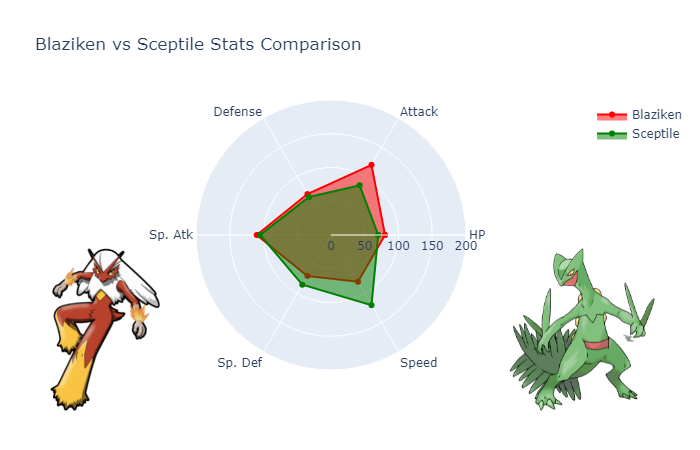 Blaziken vs Sceptile Stats Comparison
Defense
Attack
Blaziken
Sceptile
Sp. Atk
HP
0
50
100
150
200
Sp. Def
Speed